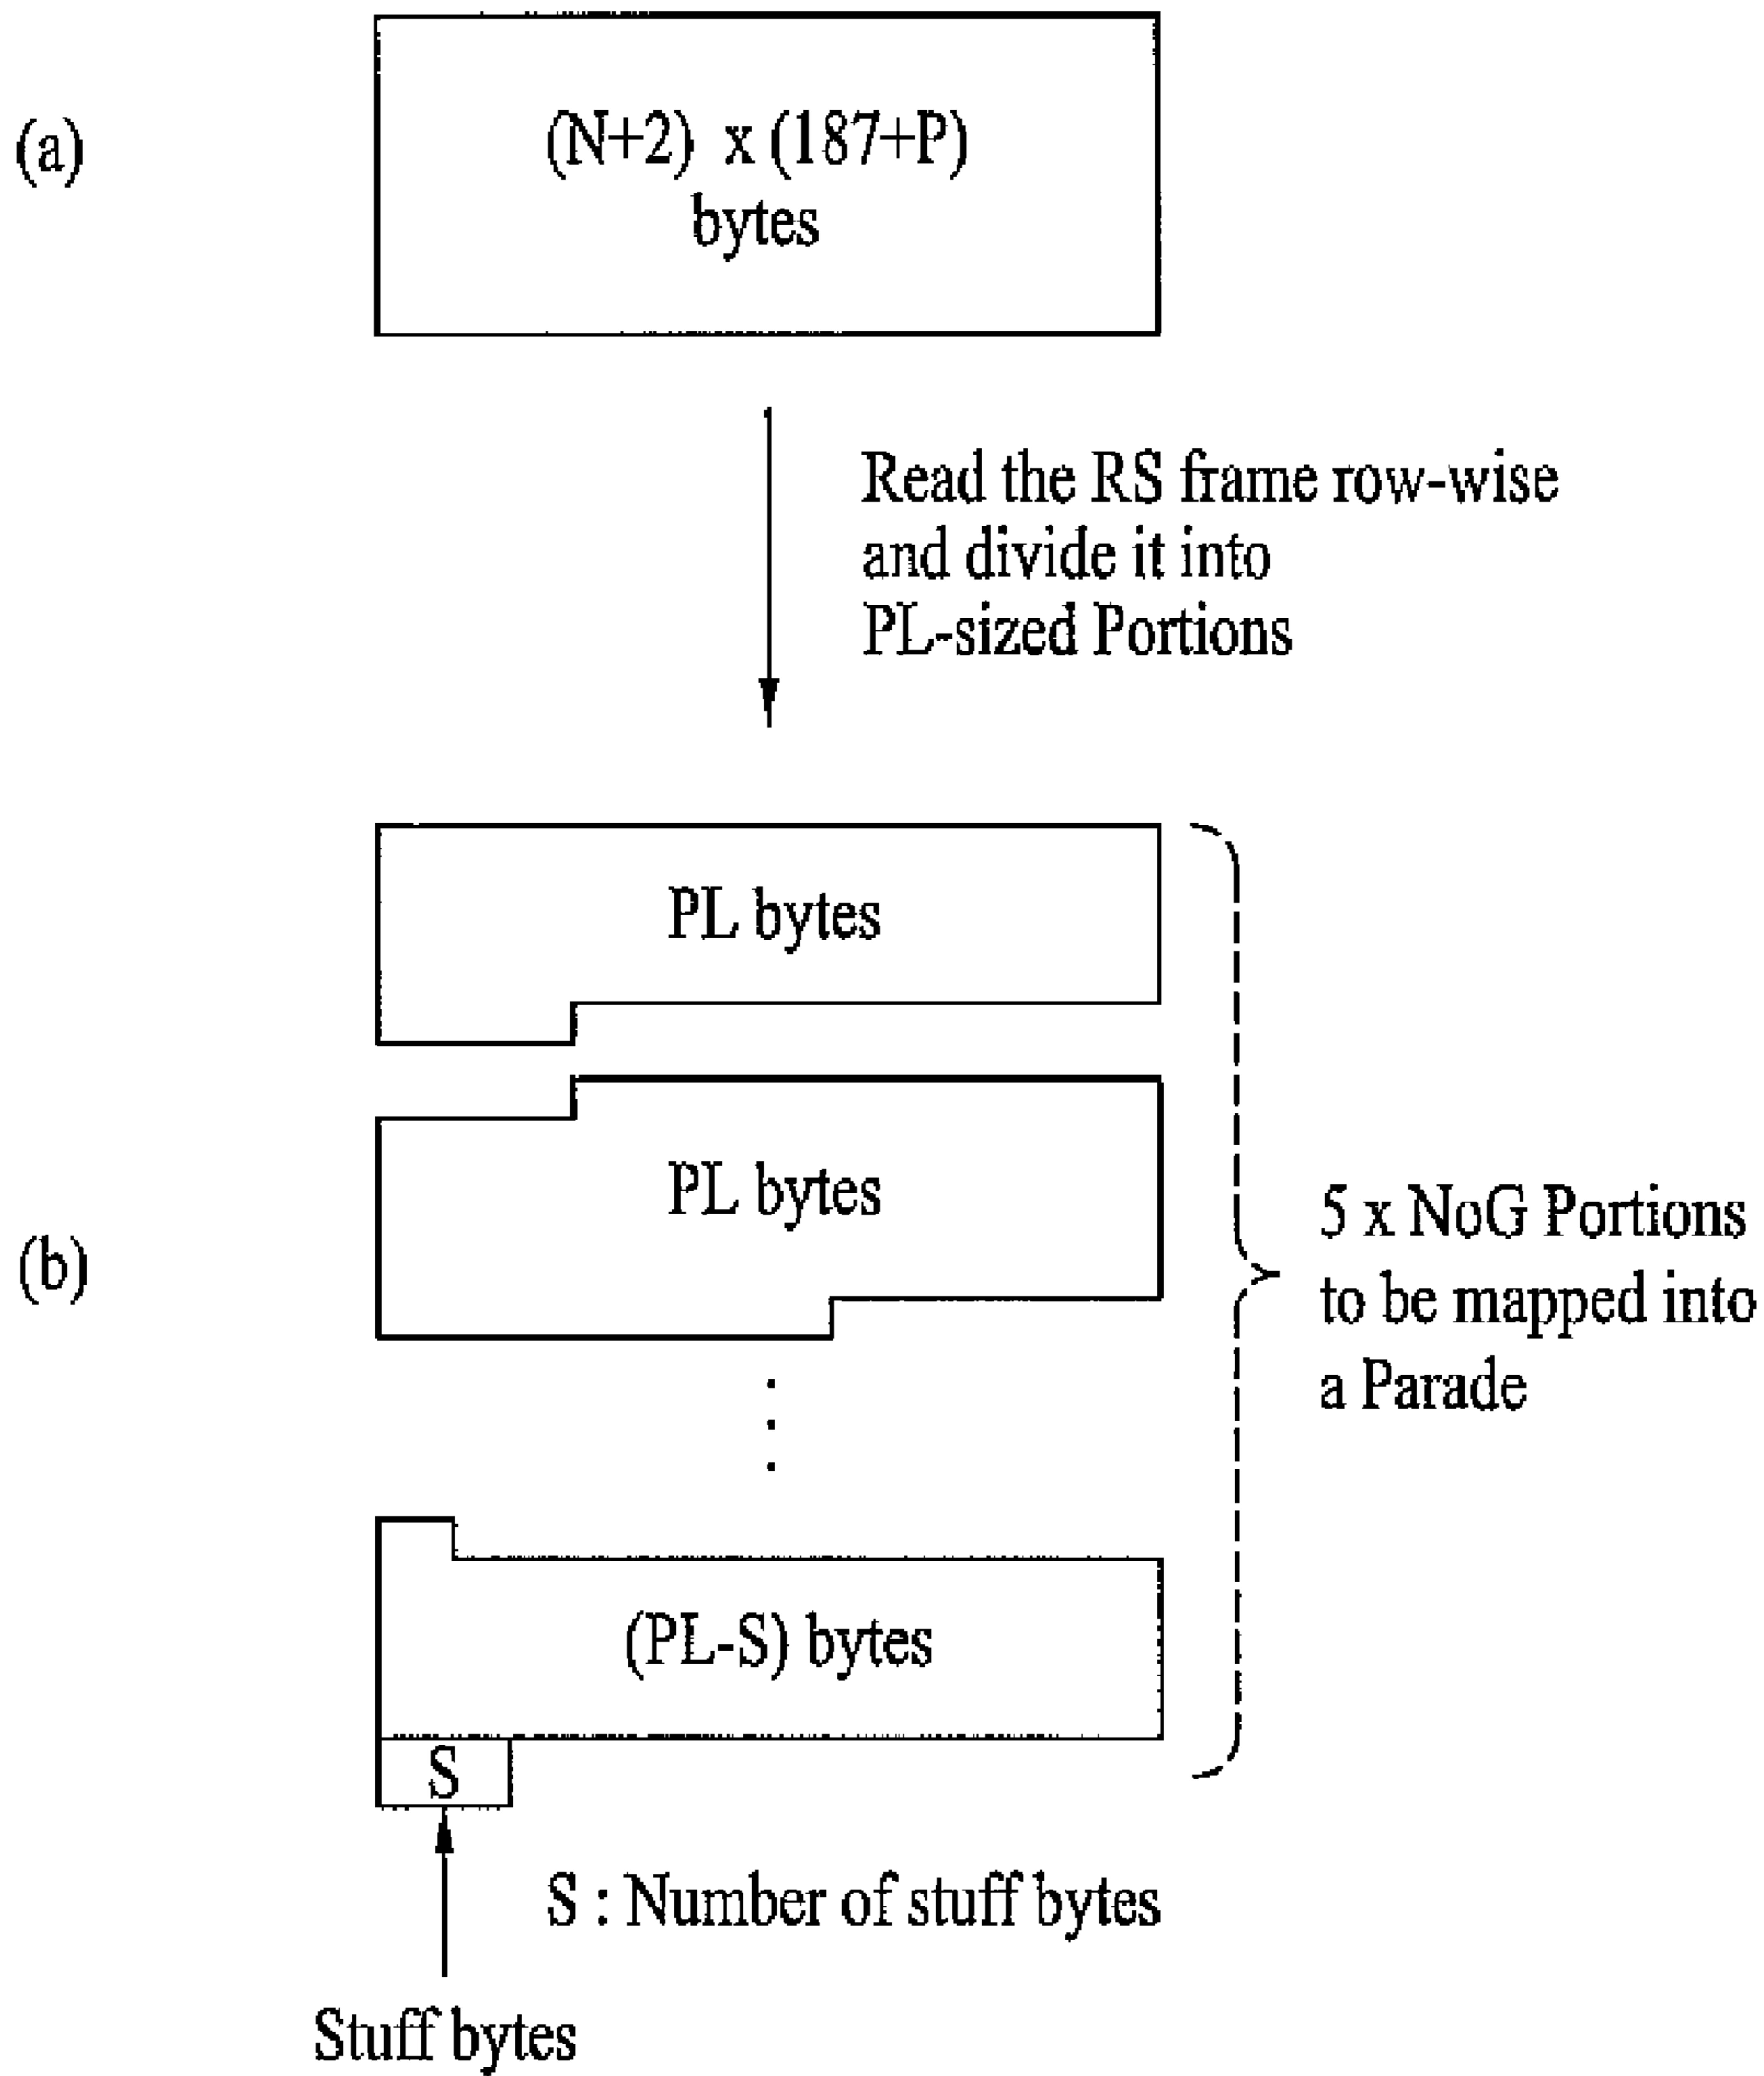 (a)
(N+2) x (187+P)
bytes
Read the RS frame row-wise
and divide it into
PL-sized Portions
PL bytes
PL bytes
(b)
5 x NoG Portions
to be mapped into
a Parade
(PL-S) bytes
S
S : Number of stuff bytes
Stuff bytes